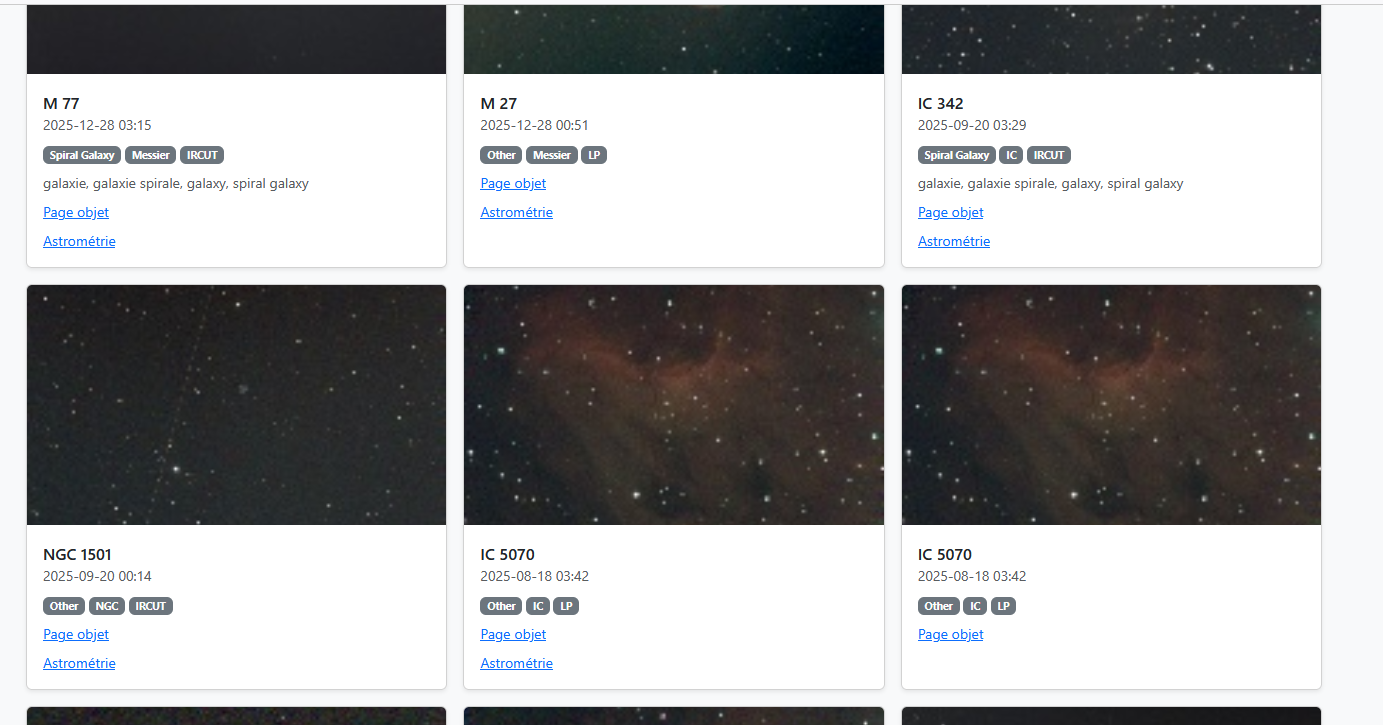 M 77
2025-12-28 03:15
Spiral Galaxy Messier IRCUT
galaxie, galaxie spirale, galaxy, spiral galaxy
Page objet
Astrométrie
M 27
2025-12-28 00:51
Other Messier LP
Page objet
Astrométrie
IC 342
2025-09-20 03:29
Spiral Galaxy IC IRCUT
galaxie, galaxie spirale, galaxy, spiral galaxy
Page objet
Astrométrie
NGC 1501
2025-09-20 00:14
Other NGC IRCUT
Page objet
Astrométrie
IC 5070
2025-08-18 03:42
Other IC LP
Page objet
Astrométrie
IC 5070
2025-08-18 03:42
Other IC LP
Page objet